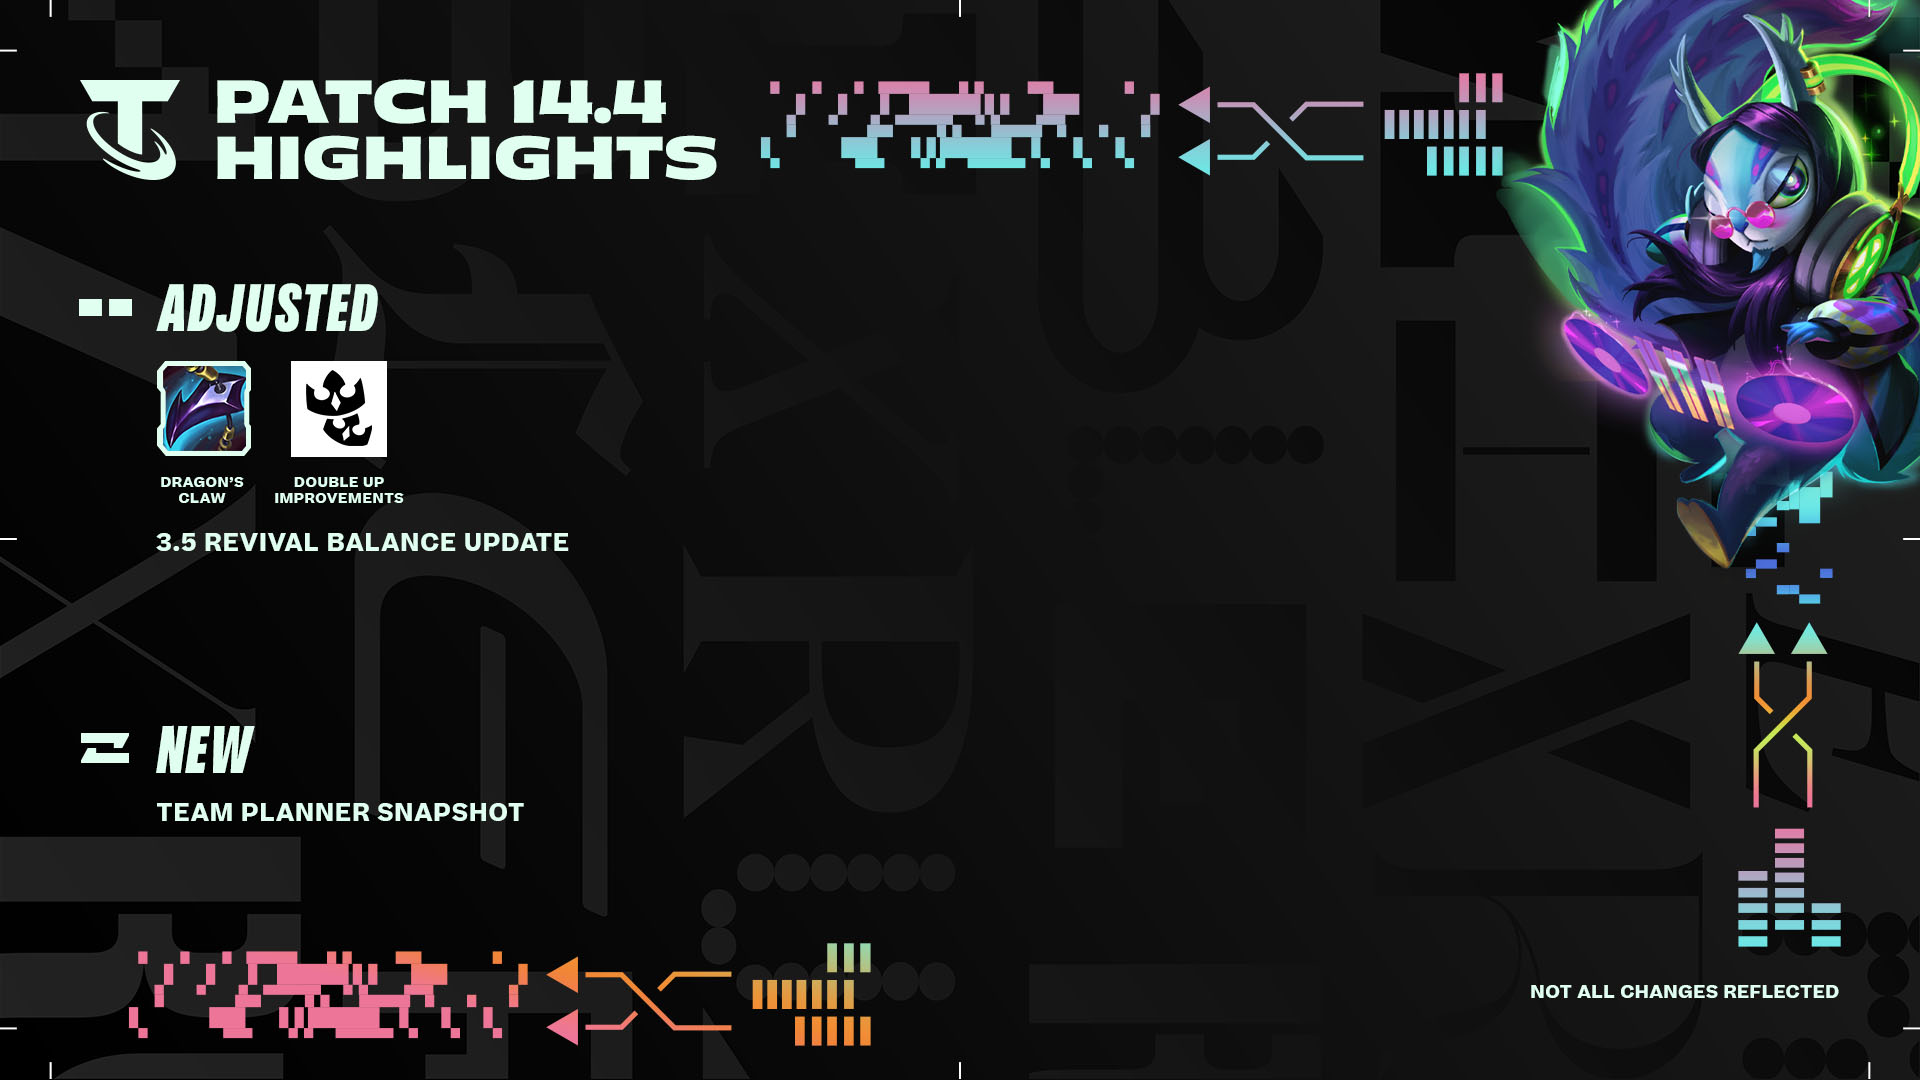 PATCH 14.4
HIGHLIGHTS
ADJUSTED
DRAGON'S
CLAW
DOUBLE UP
IMPROVEMENTS
3.5 REVIVAL BALANCE UPDATE
NEW
TEAM PLANNER SNAPSHOT
NOT ALL CHANGES REFLECTED